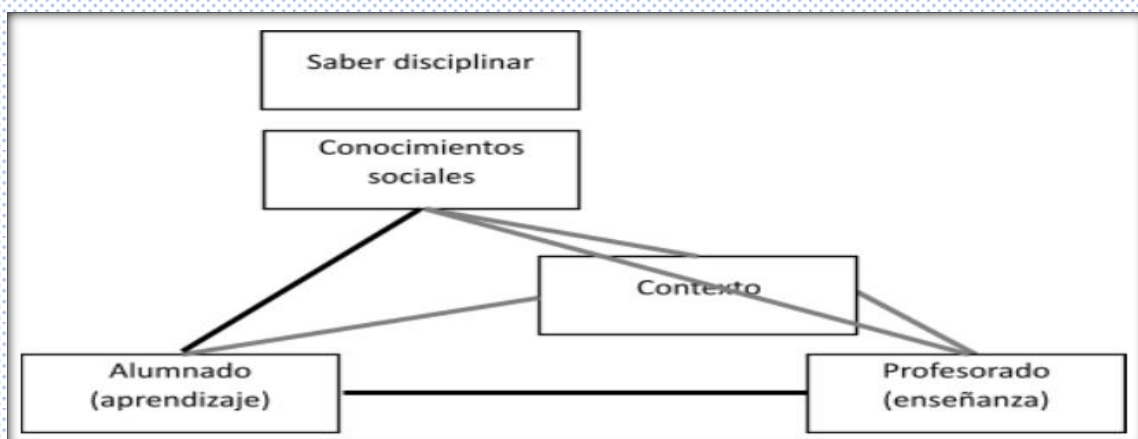 Saber disciplinar
Conocimientos
sociales
Contexto
Alumnado
(aprendizaje)
Profesorado
(enseñanza)